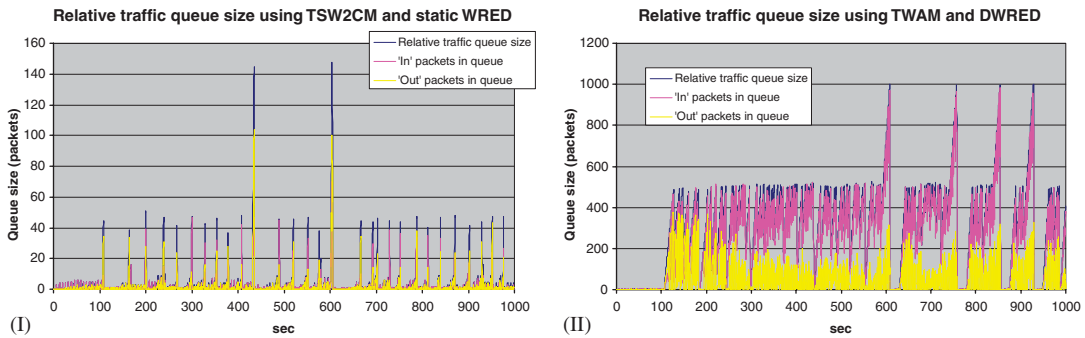 Relative traffic queue size using TSW2CM and static WRED
160
140
120
100
80
60
40
20
0
Queue size (packets)
Relative traffic queue size
'In' packets in queue
'Out' packets in queue
0 100 200 300 400 500 600 700 800 900 1000
sec
(I)
Relative traffic queue size using TWAM and DWRED
1200
1000
800
600
400
200
0
Queue size (packets)
Relative traffic queue size
'In' packets in queue
'Out' packets in queue
0 100 200 300 400 500 600 700 800 900 1000
sec
(II)